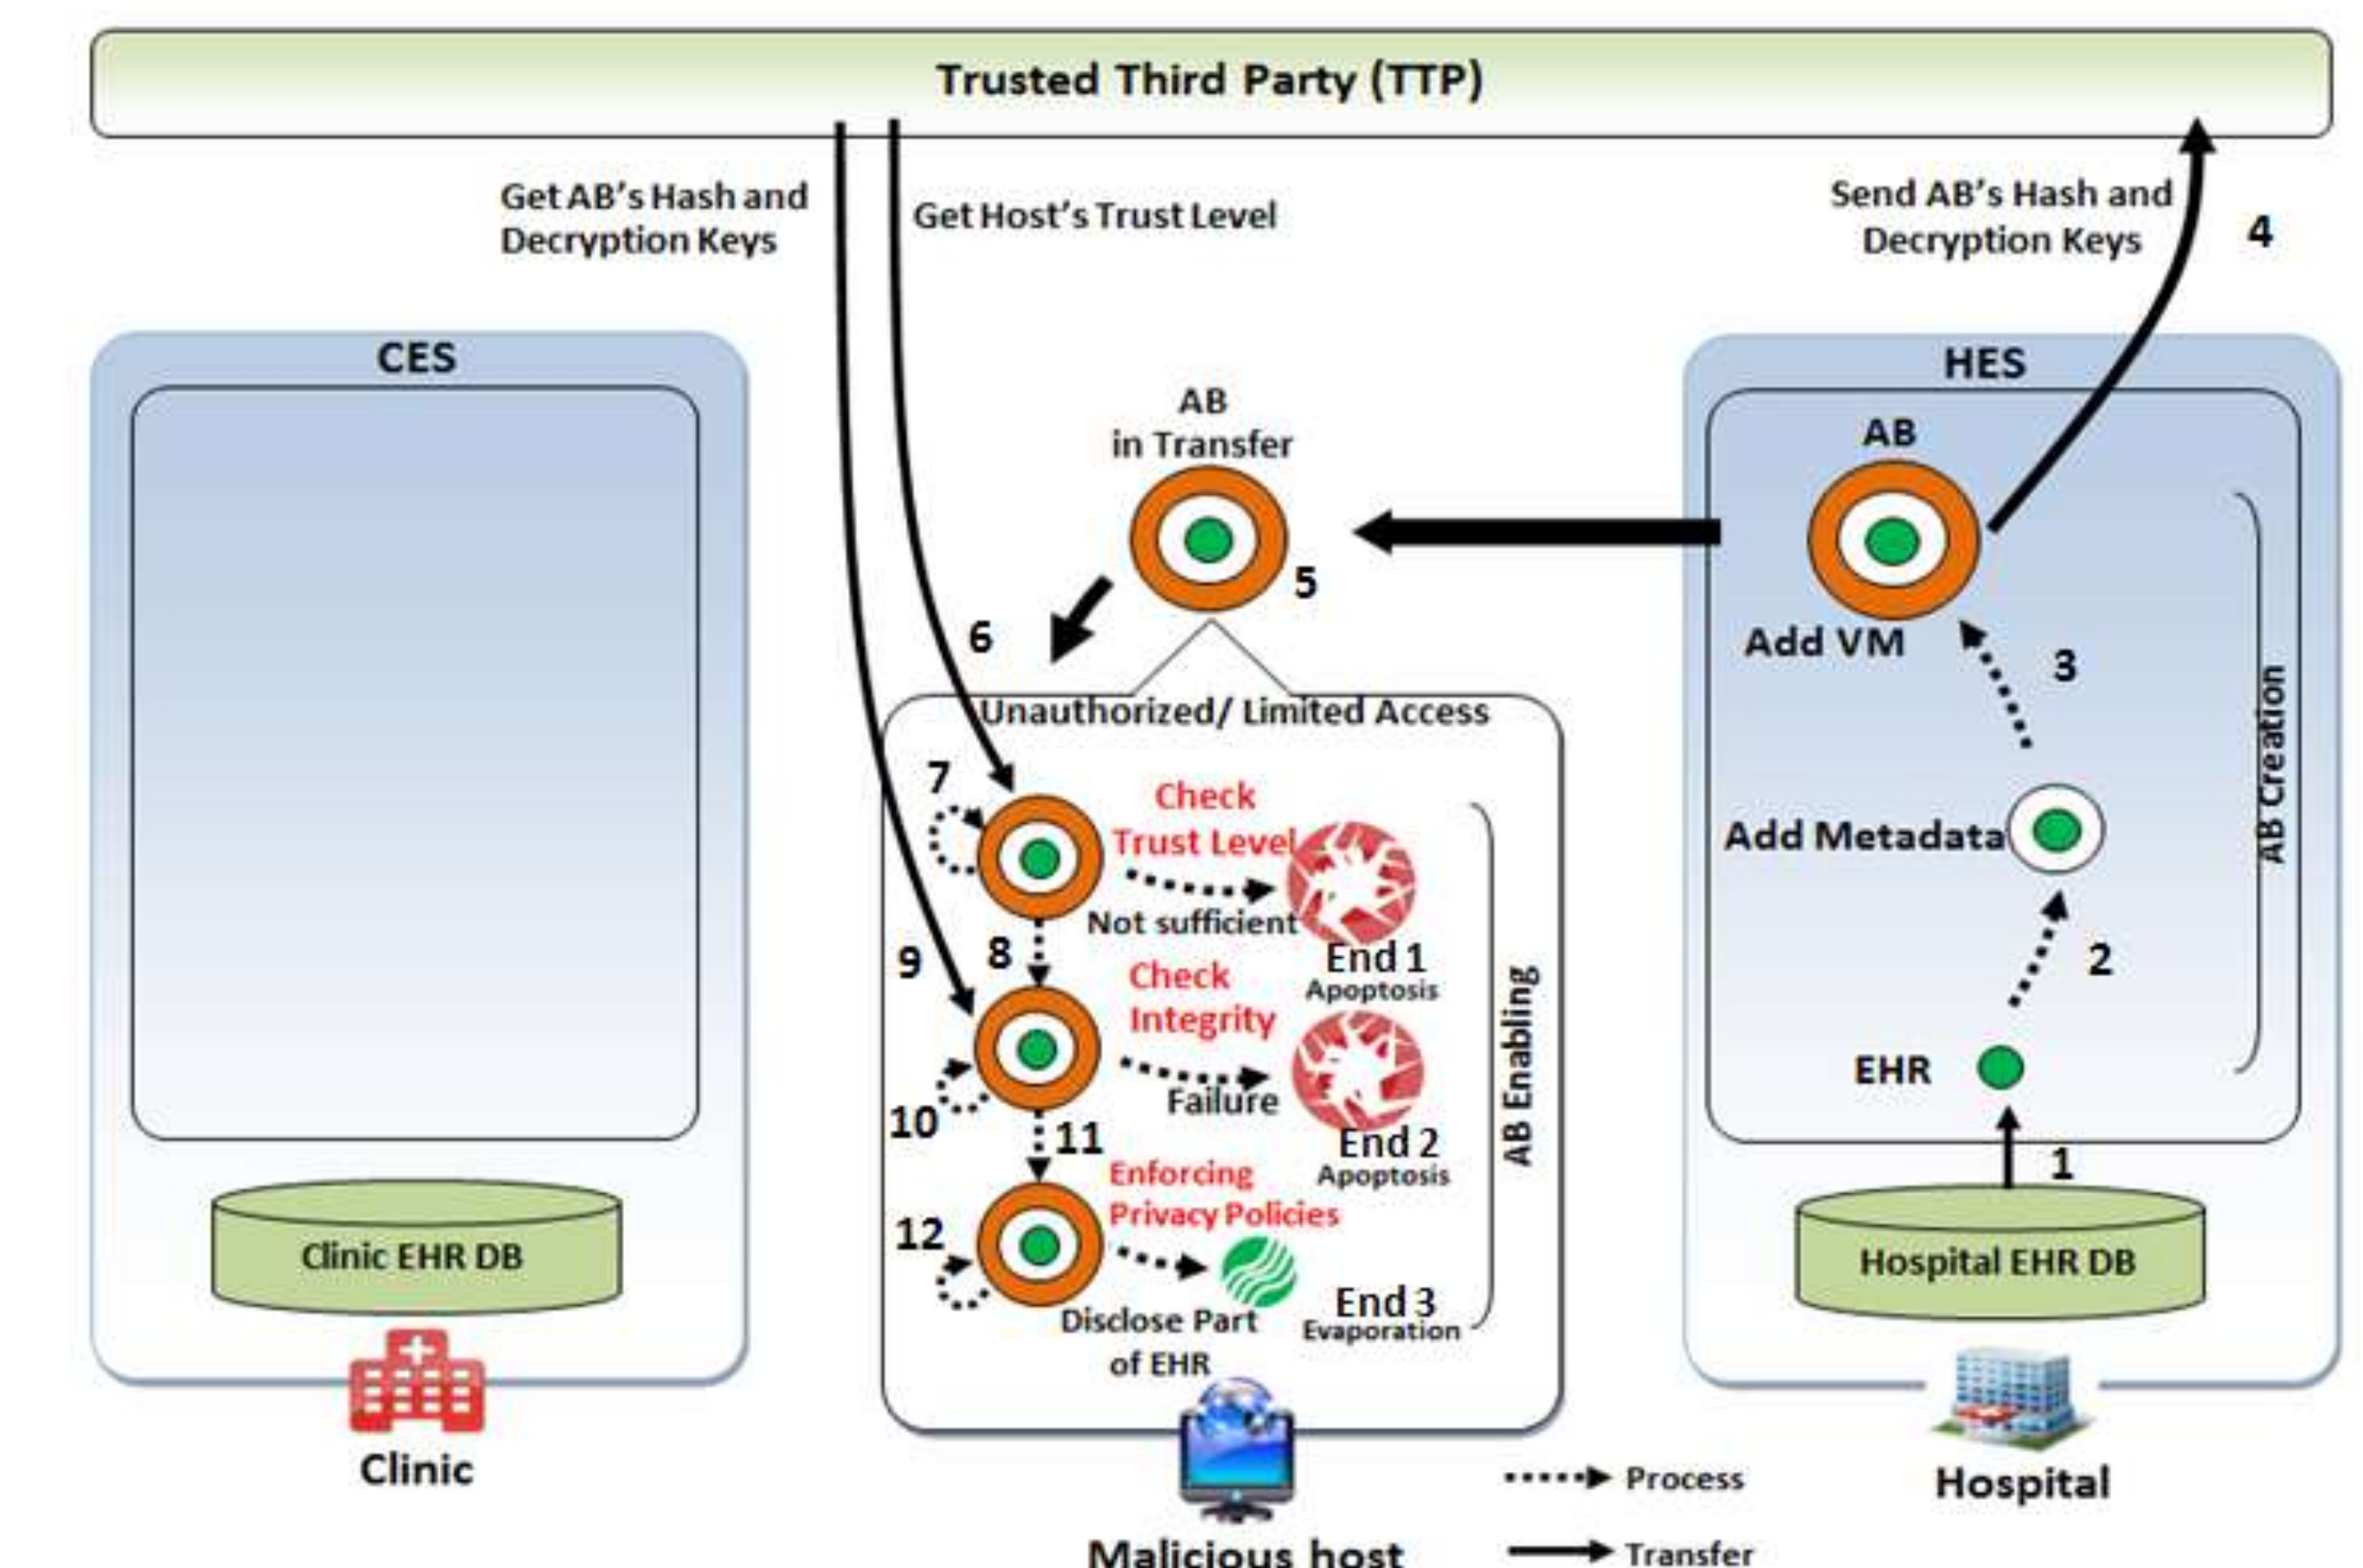 Trusted Third Party (TTP)
Get AB's Hash and
Decryption Keys
Get Host's Trust Level
Send AB's Hash and
Decryption Keys
4
CES
Clinic EHR DB
Clinic
AB
in Transfer
5
6
Unauthorized/ Limited Access
7
Check
Trust Level
Not sufficient
End 1
Apoptosis
8
9
Check
Integrity
Failure
End 2
Apoptosis
10
11
Enforcing
Privacy Policies
12
Disclose Part
of EHR
End 3
Evaporation
AB Enabling
Malicious host
HES
AB
Add VM
3
Add Metadata
2
EHR
1
AB Creation
Hospital EHR DB
Hospital
Process
Transfer